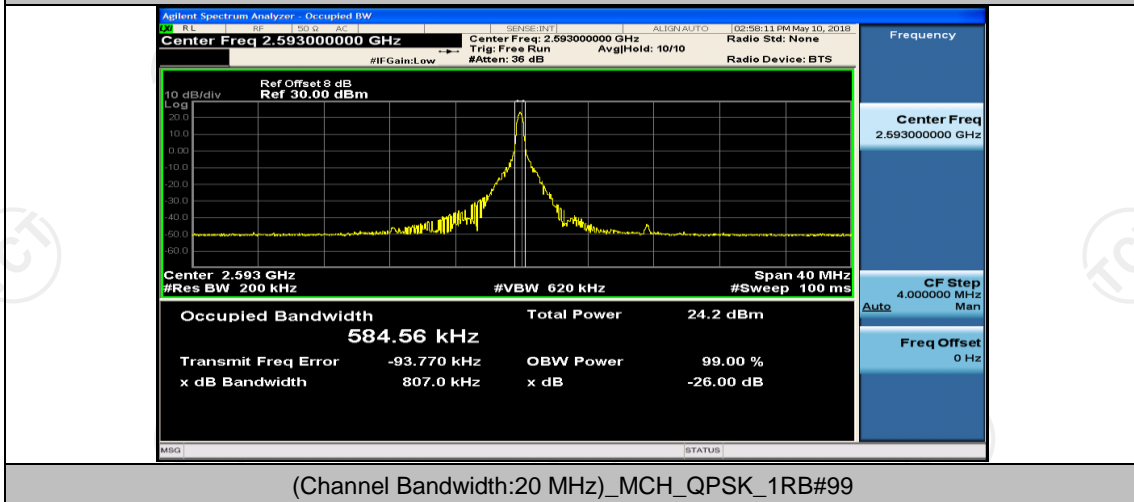 Agilent Spectrum Analyzer - Occupied BW
LXI RL RF 50 Ω AC SENSE:INT ALIGN AUTO 02:58:11 PM May 10, 2018
Center Freq 2.593000000 GHz
Center Freq: 2.593000000 GHz
Radio Std: None
Trig: Free Run Avg|Hold: 10/10
#IFGain:Low #Atten: 36 dB Radio Device: BTS
Frequency
Ref Offset 8 dB
10 dB/div Ref 30.00 dBm
Log
20.0
10.0
0.00
-10.0
-20.0
-30.0
-40.0
-50.0
-60.0
Center Freq
2.593000000 GHz
Center 2.593 GHz Span 40 MHz
#Res BW 200 kHz #VBW 620 kHz #Sweep 100 ms
CF Step
4.000000 MHz
Auto Man
Occupied Bandwidth Total Power 24.2 dBm
584.56 kHz
Transmit Freq Error -93.770 kHz OBW Power 99.00 %
x dB Bandwidth 807.0 kHz x dB -26.00 dB
Freq Offset
0 Hz
MSG STATUS
(Channel Bandwidth:20 MHz)_MCH_QPSK_1RB#99
TCT
TCT